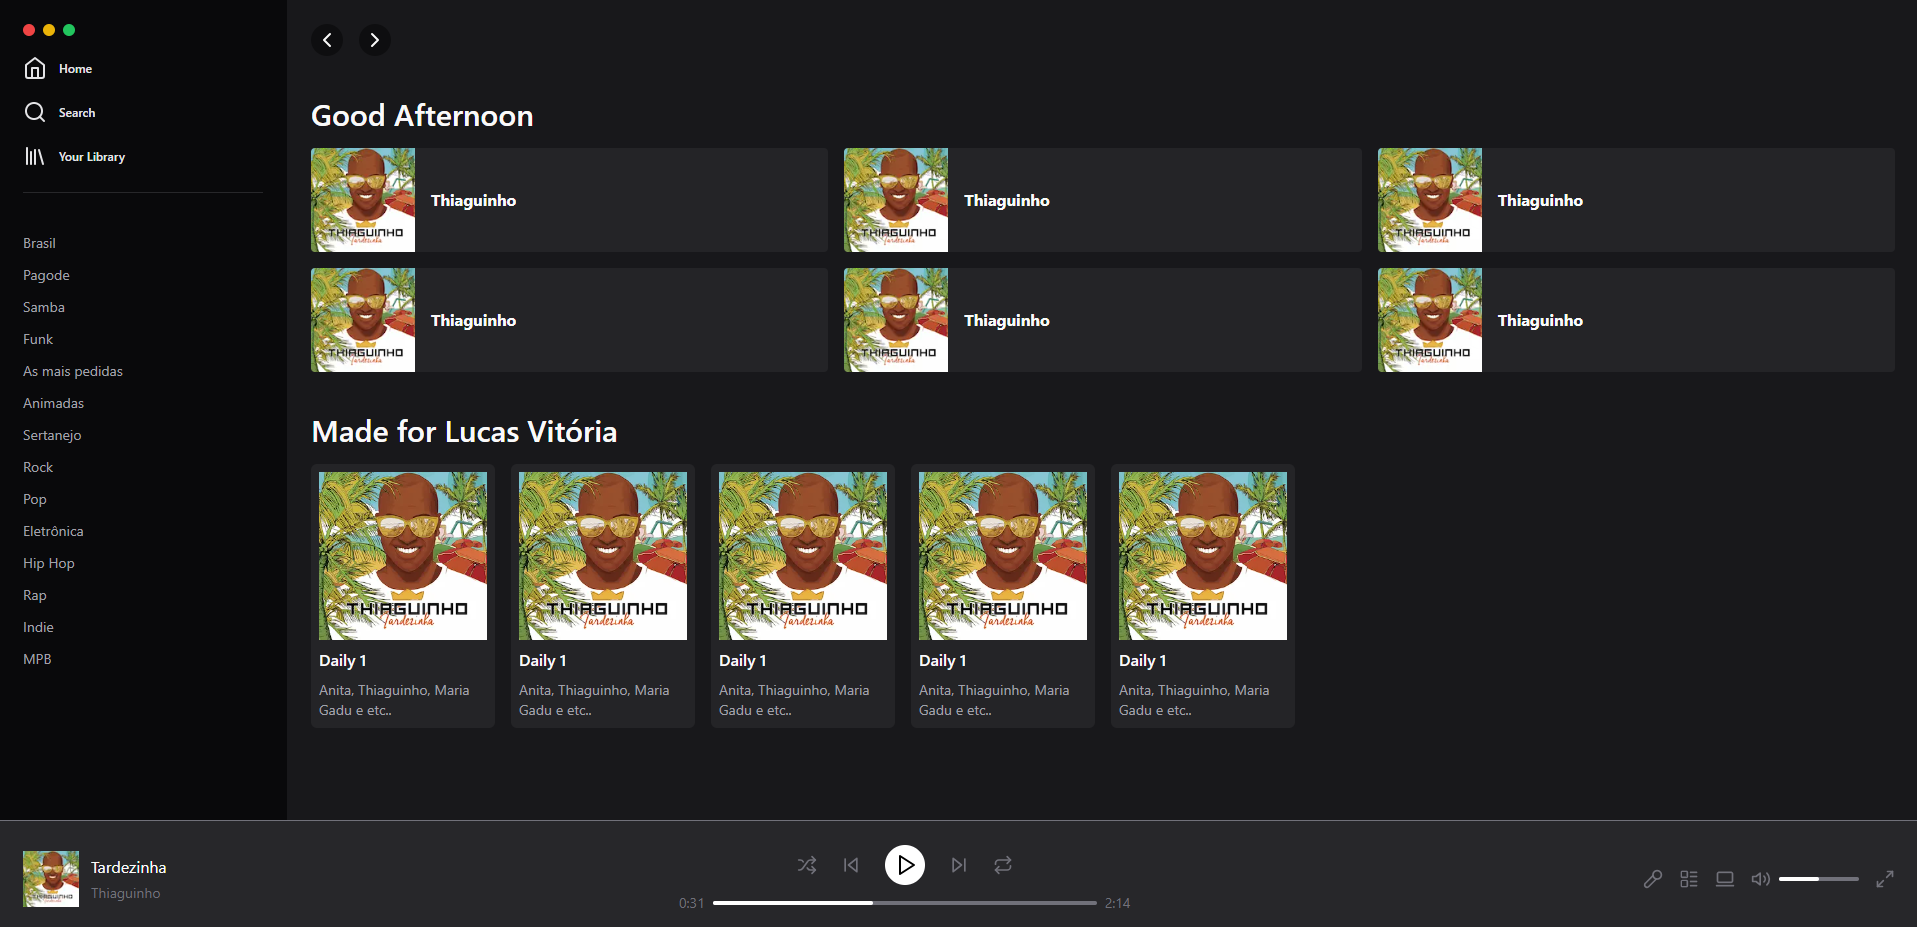 Home
Search
Your Library
Brasil
Pagode
Samba
Funk
As mais pedidas
Animadas
Sertanejo
Rock
Pop
Eletrônica
Hip Hop
Rap
Indie
MPB
Good Afternoon
THIAGUINHO
Tardezinha
Thiaguinho
THIAGUINHO
Tardezinha
Thiaguinho
THIAGUINHO
Tardezinha
Thiaguinho
THIAGUINHO
Tardezinha
Thiaguinho
THIAGUINHO
Tardezinha
Thiaguinho
THIAGUINHO
Tardezinha
Thiaguinho
Made for Lucas Vitória
THIAGUINHO
Tardezinha
Daily 1
Anita, Thiaguinho, Maria
Gadu e etc..
THIAGUINHO
Tardezinha
Daily 1
Anita, Thiaguinho, Maria
Gadu e etc..
THIAGUINHO
Tardezinha
Daily 1
Anita, Thiaguinho, Maria
Gadu e etc..
THIAGUINHO
Tardezinha
Daily 1
Anita, Thiaguinho, Maria
Gadu e etc..
THIAGUINHO
Tardezinha
Daily 1
Anita, Thiaguinho, Maria
Gadu e etc..
THIAGUINHO
Tardezinha
Thiaguinho
0:31
2:14